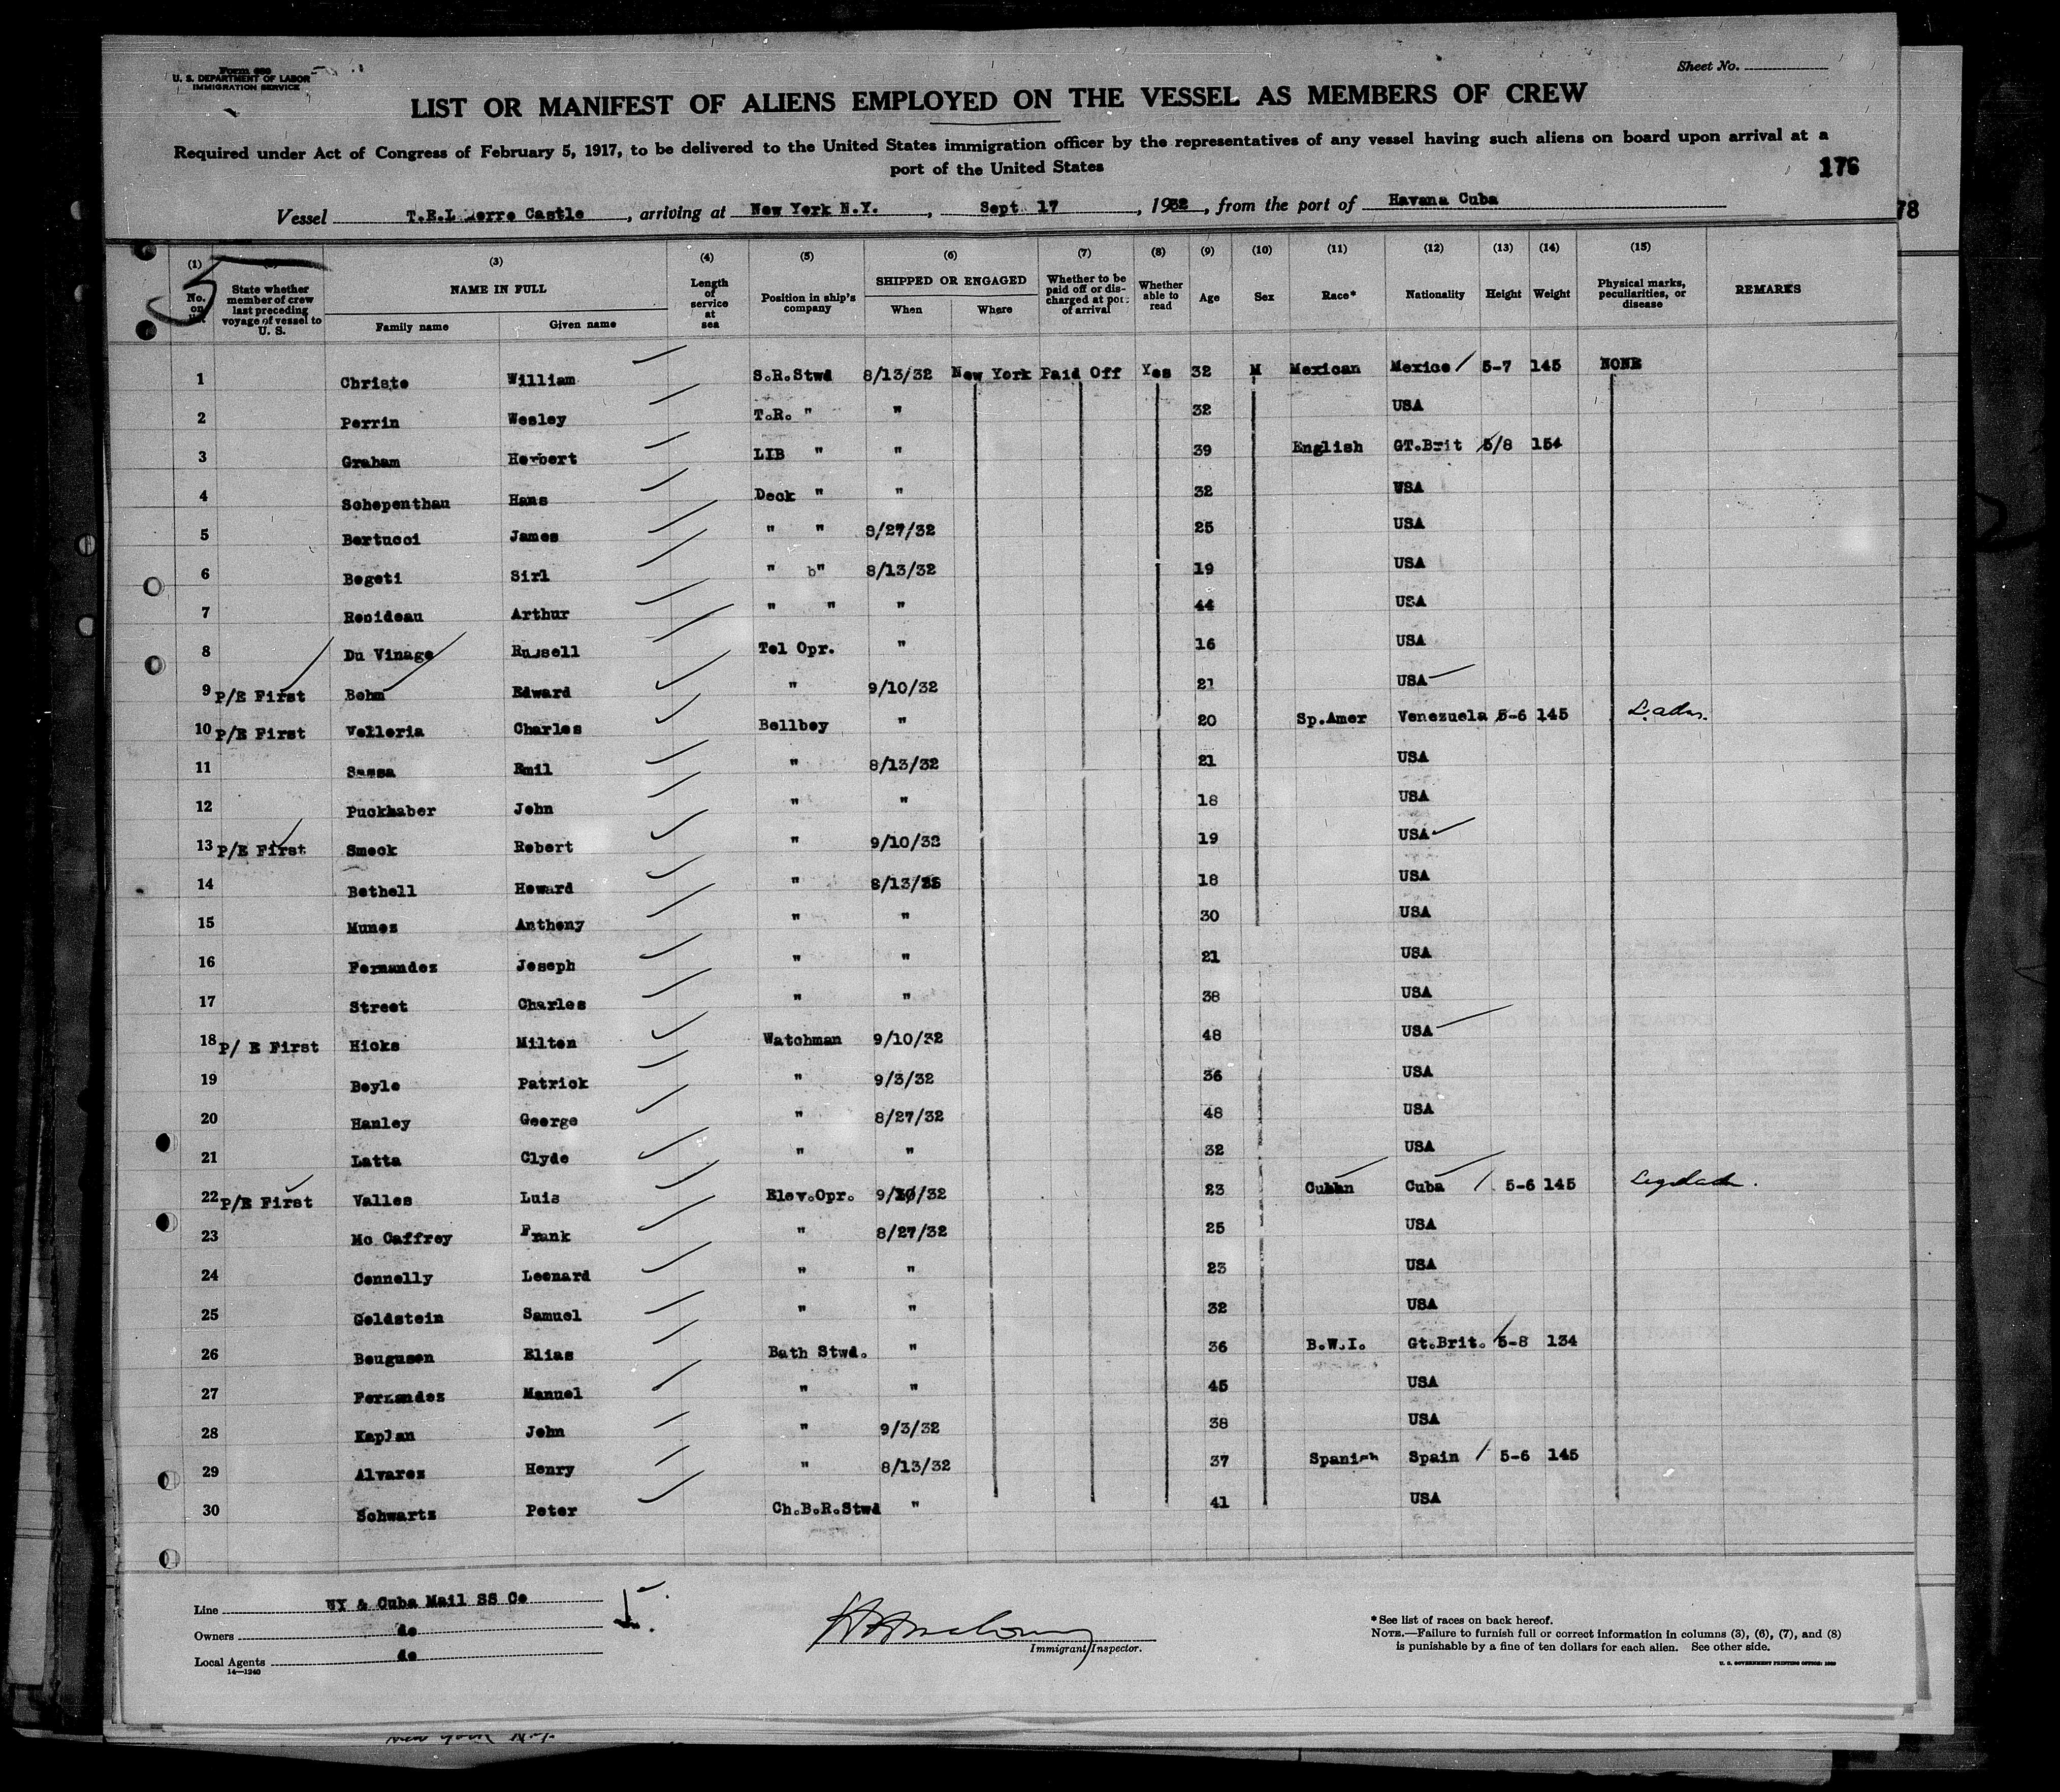 Form 680
U. S. DEPARTMENT OF LABOR
IMMIGRATION SERVICE
Sheet No.
LIST OR MANIFEST OF ALIENS EMPLOYED ON THE VESSEL AS MEMBERS OF CREW
Required under Act of Congress of February 5, 1917, to be delivered to the United States immigration officer by the representatives of any vessel having such aliens on board upon arrival at a
port of the United States
176
78
Vessel T.E.L Castle, arriving at New York N.Y., Sept 17, 1932, from the port of Havana Cuba
5
(1) (2) (3) (4) (5) (6) (7) (8) (9) (10) (11) (12) (13) (14) (15)
No. on List State whether member of crew last preceding voyage of vessel to U. S. NAME IN FULL Family name Given name Length of service at sea Position in ship's company SHIPPED OR ENGAGED When Where Whether to be paid off or discharged at port of arrival Whether able to read Age Sex Race* Nationality Height Weight Physical marks, peculiarities, or disease REMARKS
1 Christe William S.R.Stwd 8/13/32 New York Paid Off Yes 32 M Mexican Mexico 5-7 145 NONE
2 Perrin Wesley T.R. " " 32 USA
3 Graham Herbert LIB " " 39 English GT.Brit 5/8 154
4 Schepenthau Hans Deck " " 32 USA
5 Bertucci James " " 8/27/32 25 USA
6 Begeti Sirl " b" 8/13/32 19 USA
7 Robideau Arthur " " " 44 USA
8 Du Vinage Russell Tel Opr. " 16 USA
9 P/E First Bohm Edward " 9/10/32 21 USA
10 P/E First Velleria Charles Bellboy " 20 Sp.Amer Venezuela 5-6 145
11 Sassa Emil " 8/13/32 21 USA
12 Puckhaber John " " 18 USA
13 P/E First Smock Robert " 9/10/32 19 USA
14 Bethell Howard " 8/13/ 18 USA
15 Munoz Anthony " " 30 USA
16 Fernandez Joseph " " 21 USA
17 Street Charles " " 38 USA
18 P/ E First Hicks Milton Watchman 9/10/32 48 USA
19 Boyle Patrick " 9/3/32 36 USA
20 Hanley George " 8/27/32 48 USA
21 Latta Clyde " " 32 USA
22 P/E First Valles Luis Elev.Opr. 9/10/32 23 Cuban Cuba 5-6 145
23 Mc Caffrey Frank " 8/27/32 25 USA
24 Connelly Leonard " " 23 USA
25 Goldstein Samuel " " 32 USA
26 Beuguson Elias Bath Stwd. " 36 B.W.I. Gt.Brit. 5-8 134
27 Fernandez Manuel " " 45 USA
28 Kaplan John " 9/3/32 38 USA
29 Alvarez Henry " 8/13/32 37 Spanish Spain 5-6 145
30 Schwartz Peter Ch.B.R.Stwd " 41 USA
Line NY & Cuba Mail SS Co
Owners do
Local Agents do
14—1240
Immigrant Inspector.
*See list of races on back hereof.
NOTE.—Failure to furnish full or correct information in columns (3), (6), (7), and (8)
is punishable by a fine of ten dollars for each alien. See other side.
U. S. GOVERNMENT PRINTING OFFICE:
New York N.Y.